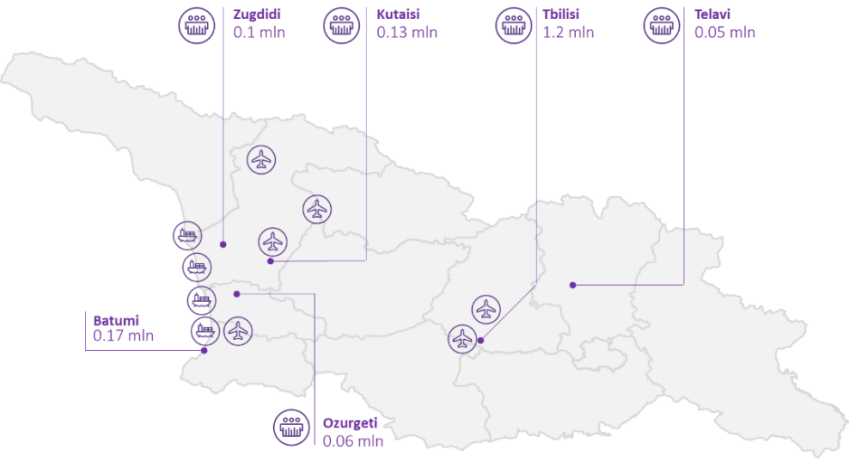 Zugdidi
0.1 mln
Kutaisi
0.13 mln
Tbilisi
1.2 mln
Telavi
0.05 mln
Batumi
0.17 mln
Ozurgeti
0.06 mln